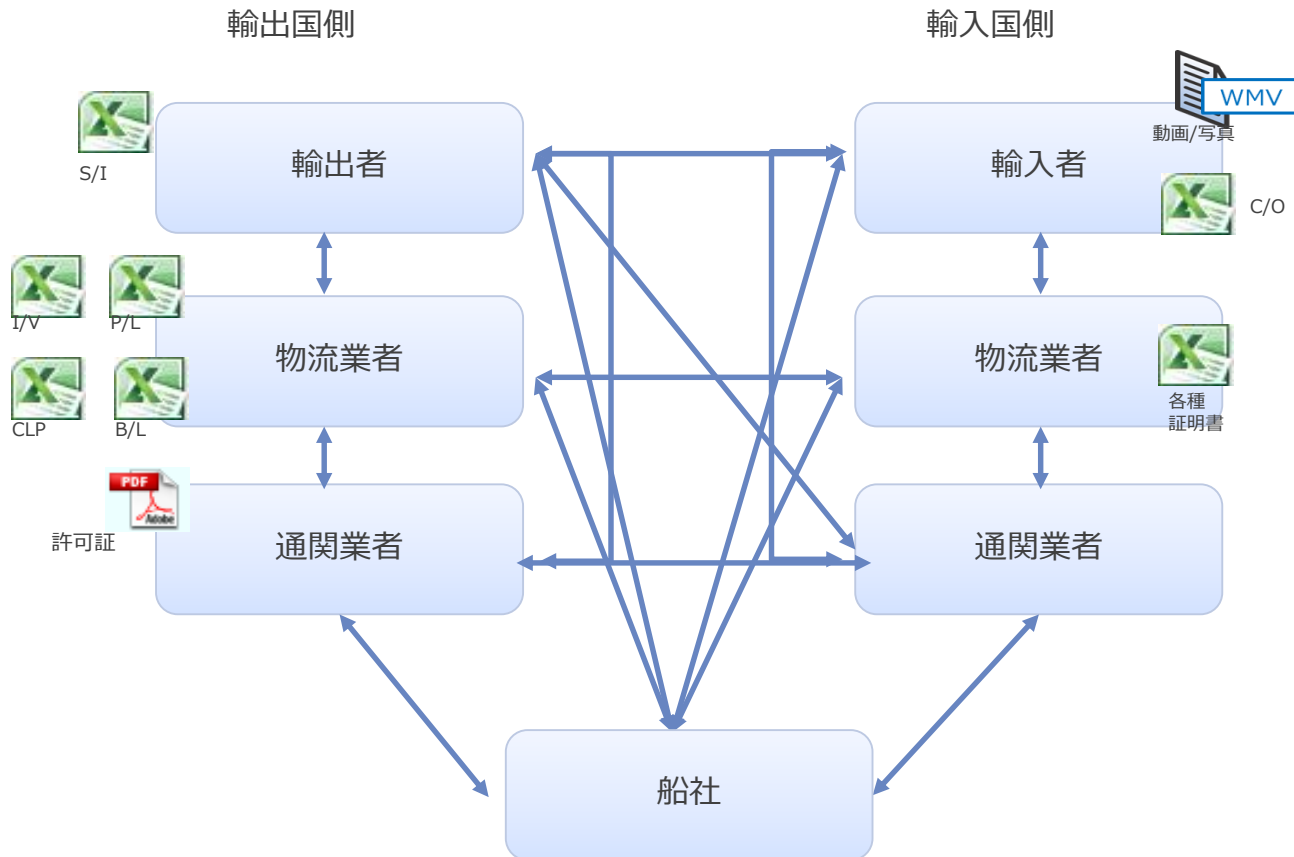 輸出国側
輸入国側
WMV
動画/写真
輸出者
輸入者
S/I
C/O
I/V
P/L
物流業者
物流業者
CLP
B/L
各種
証明書
PDF
Adobe
許可証
通関業者
通関業者
船社